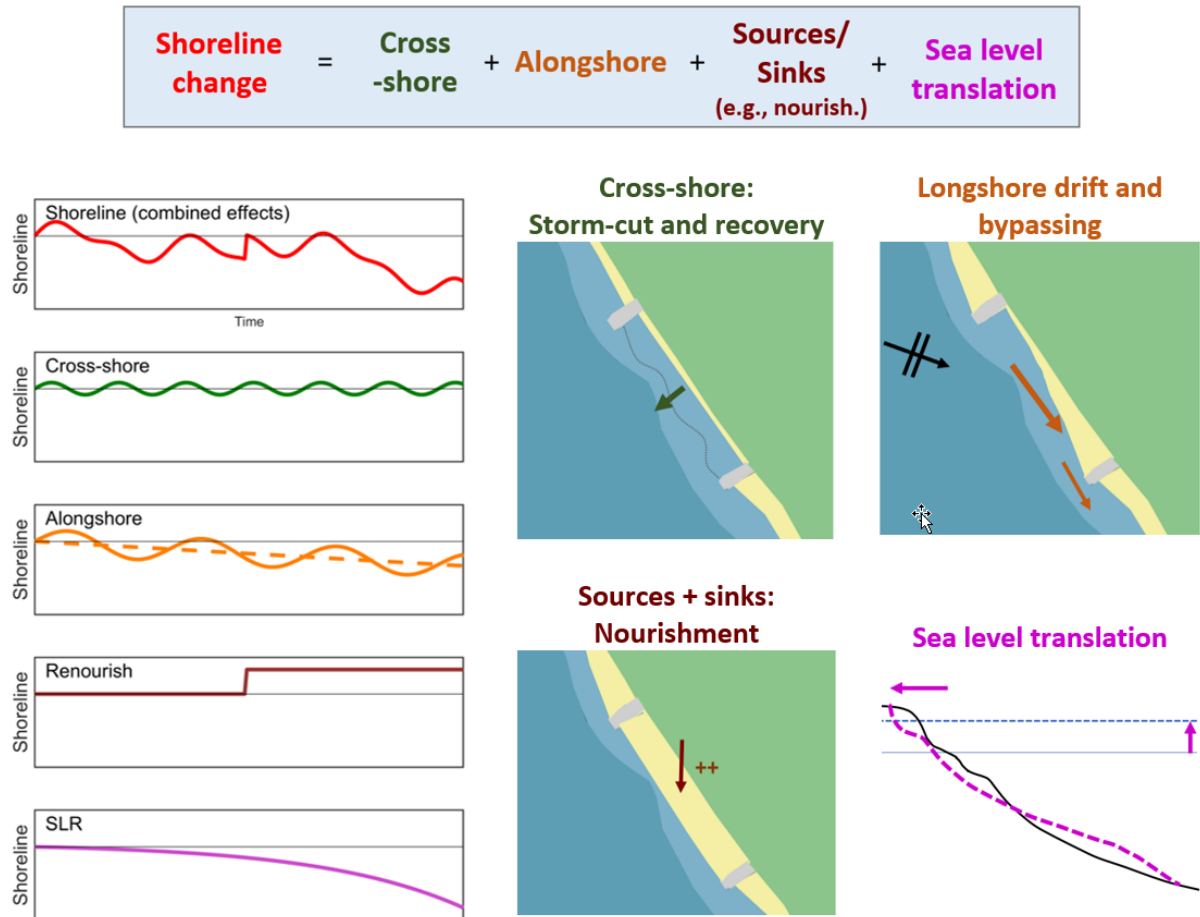 Shoreline
change
=
Cross
-shore
+
Alongshore
+
Sources/
Sinks
(e.g., nourish.)
+
Sea level
translation
Shoreline (combined effects)
Shoreline
Time
Cross-shore
Shoreline
Alongshore
Shoreline
Renourish
Shoreline
SLR
Shoreline
Cross-shore:
Storm-cut and recovery
Longshore drift and
bypassing
Sources + sinks:
Nourishment
++
Sea level translation